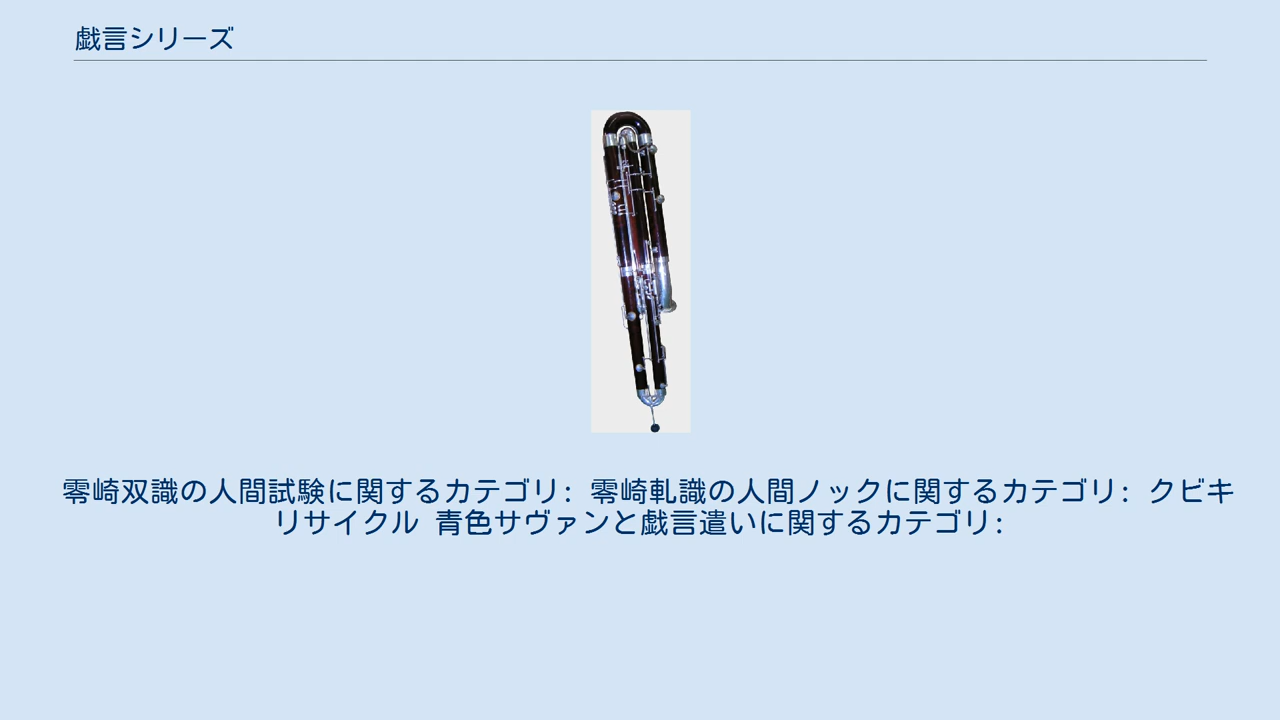 戯言シリーズ
零崎双識の人間試験に関するカテゴリ: 零崎軋識の人間ノックに関するカテゴリ: クビキ
リサイクル 青色サヴァンと戯言遣いに関するカテゴリ: